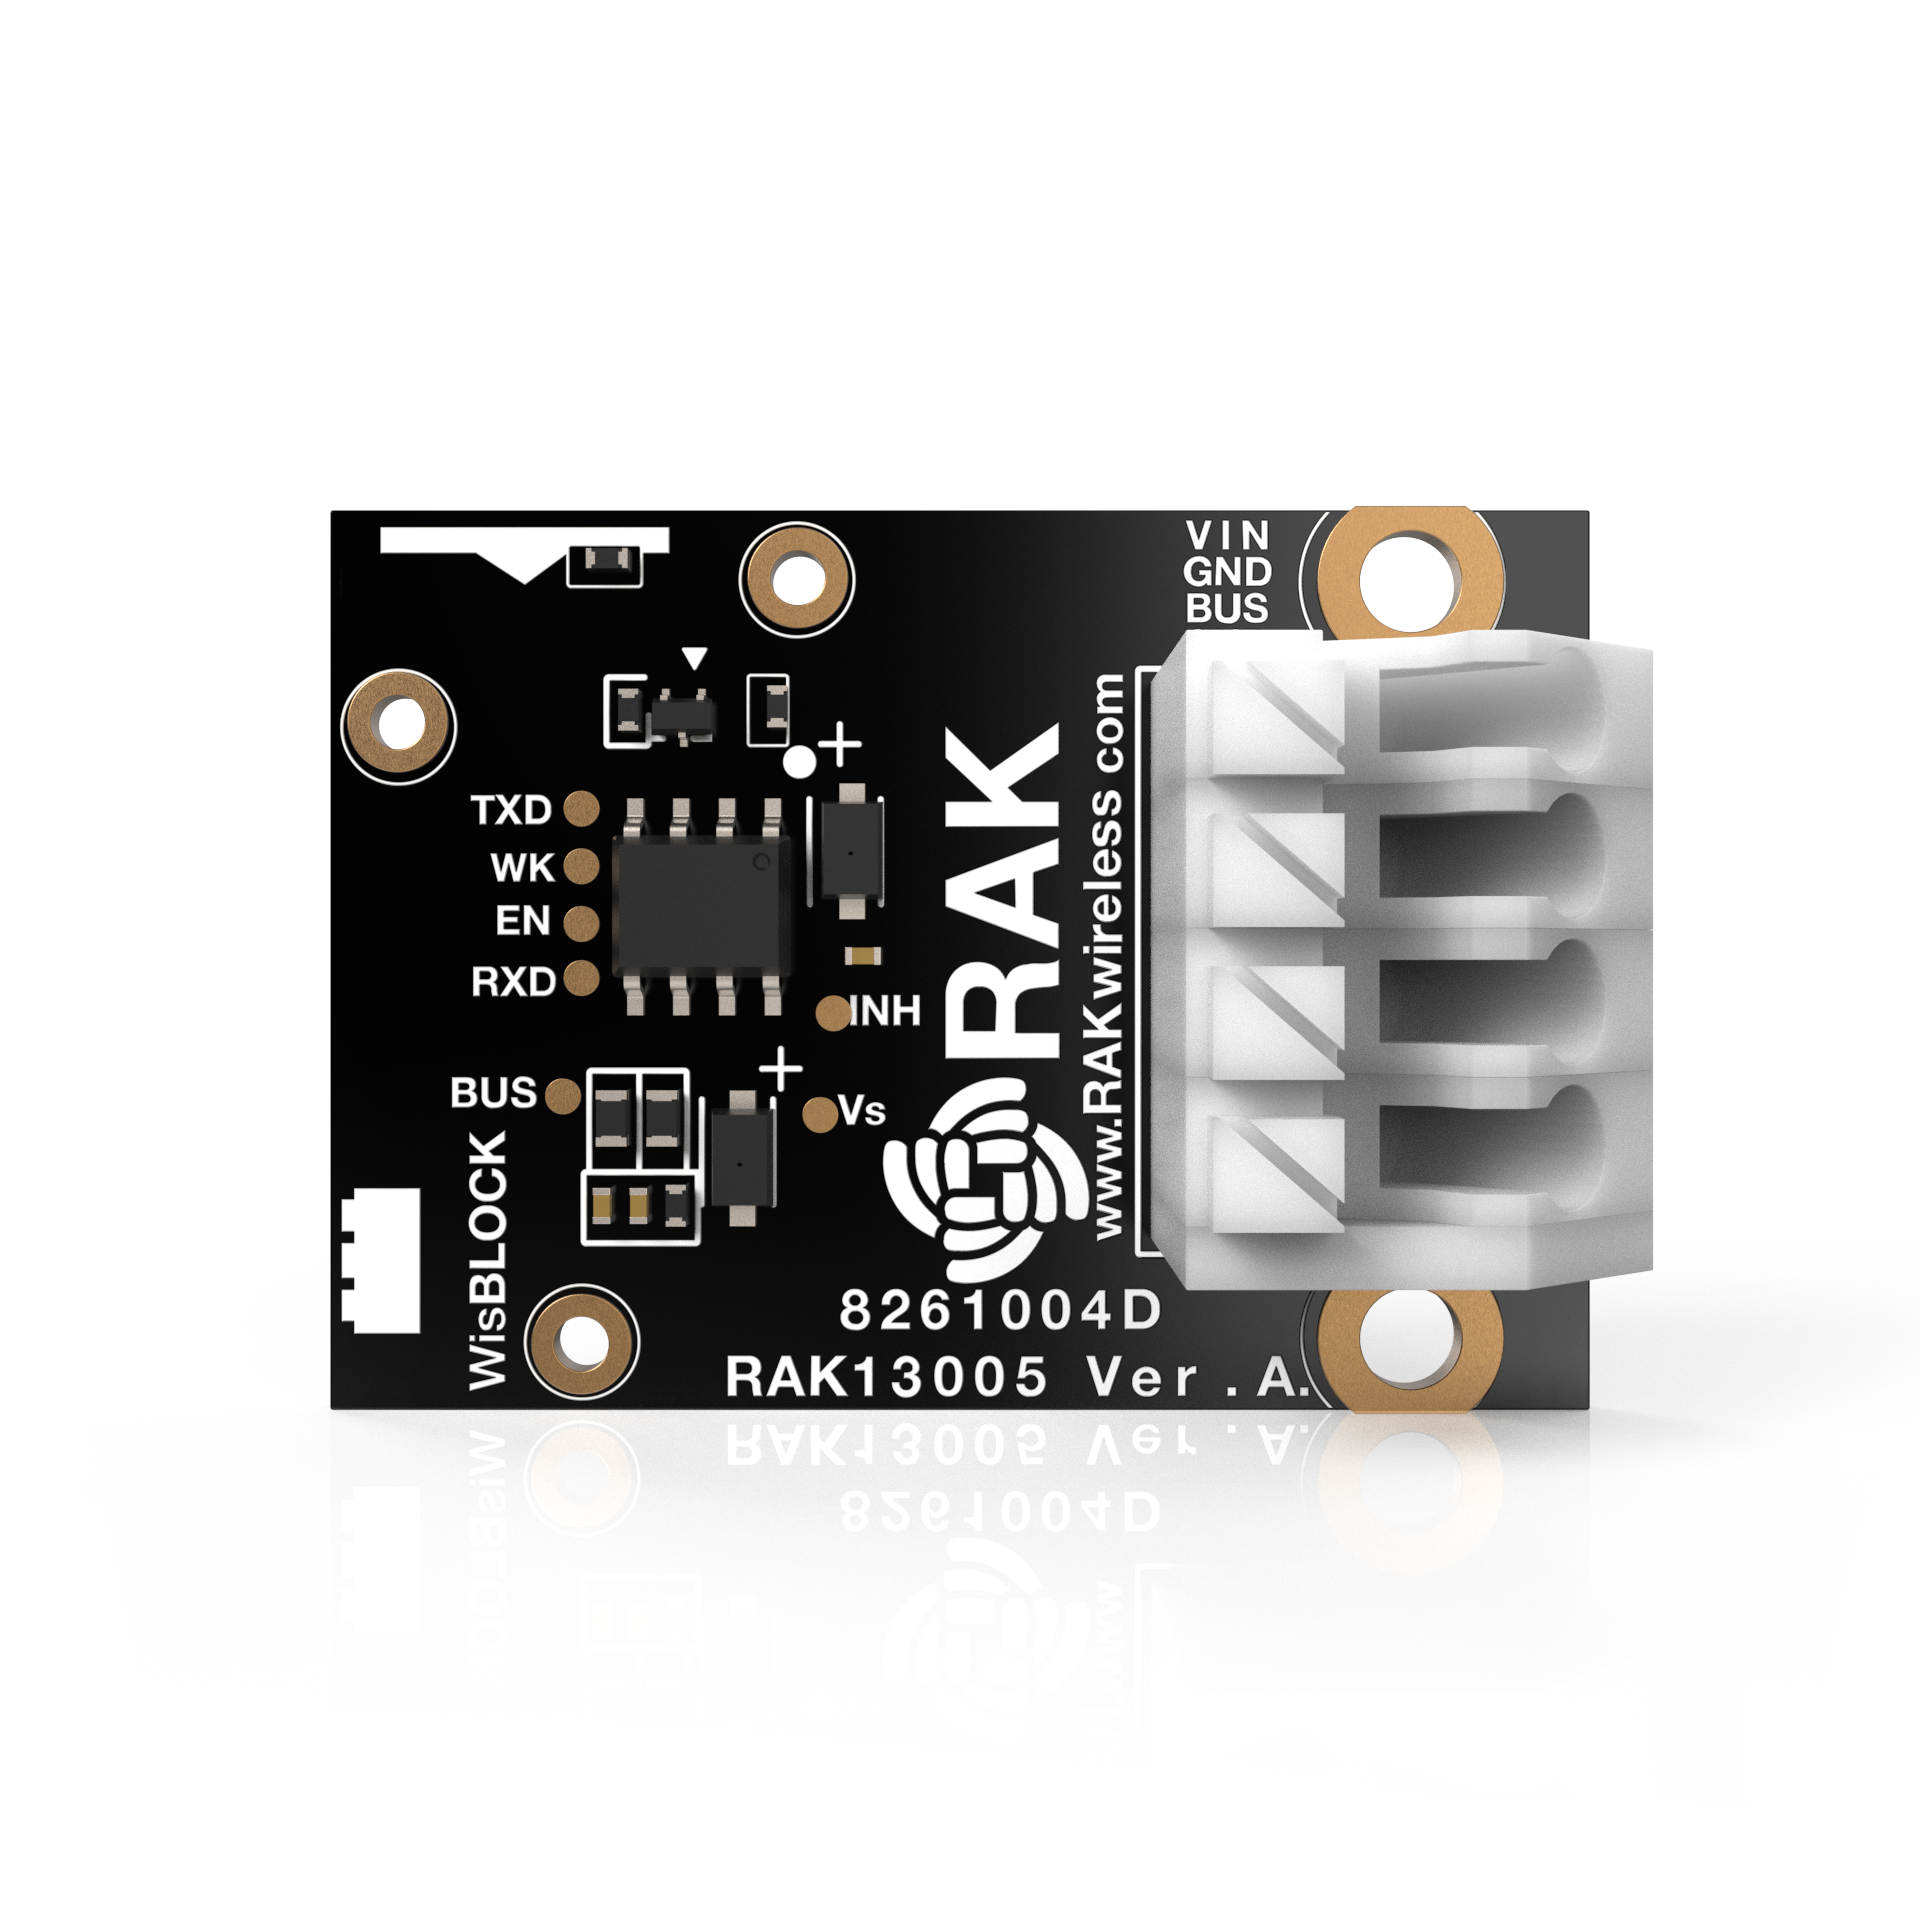 VIN
GND
BUS
TXD
WK
EN
RXD
INH
BUS
Vs
WisBLOCK
RAK
www.RAKwireless com
8261004D
RAK13005 Ver .A.